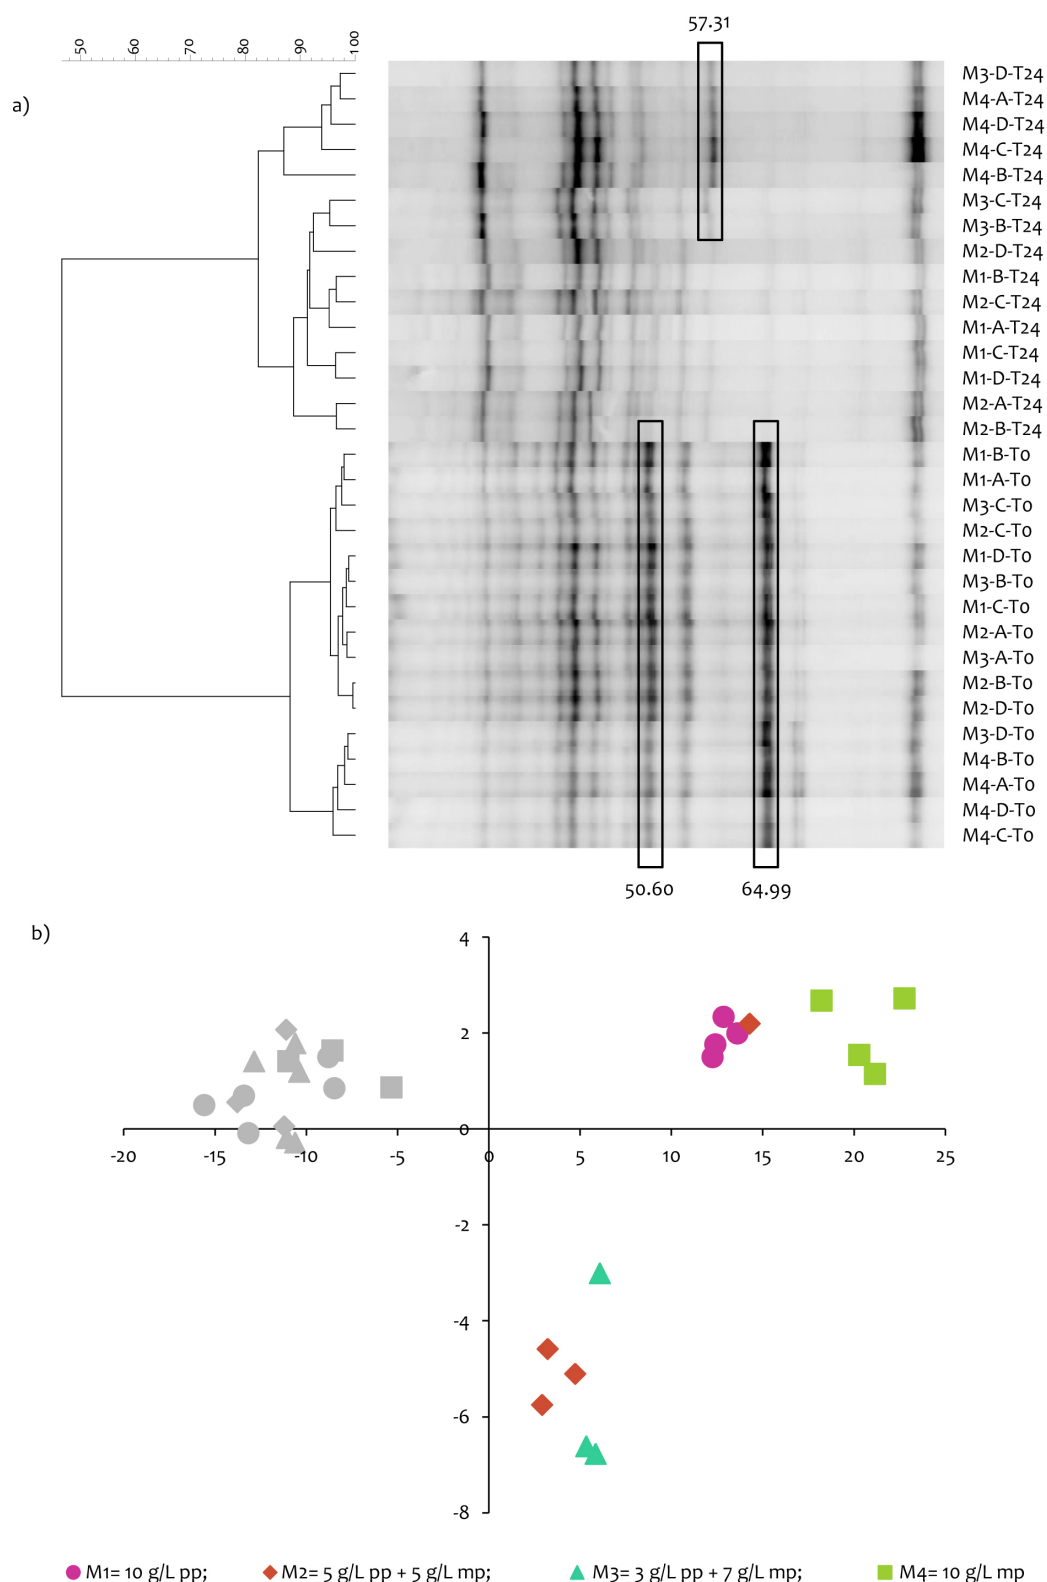 57.31
50 60 70 80 90 100
a)
M3-D-T24
M4-A-T24
M4-D-T24
M4-C-T24
M4-B-T24
M3-C-T24
M3-B-T24
M2-D-T24
M1-B-T24
M2-C-T24
M1-A-T24
M1-C-T24
M1-D-T24
M2-A-T24
M2-B-T24
M1-B-T0
M1-A-T0
M3-C-T0
M2-C-T0
M1-D-T0
M3-B-T0
M1-C-T0
M2-A-T0
M3-A-T0
M2-B-T0
M2-D-T0
M3-D-T0
M4-B-T0
M4-A-T0
M4-D-T0
M4-C-T0
50.60 64.99
b)
4
2
0
-20 -15 -10 -5 0 5 10 15 20 25
-2
-4
-6
-8
M1= 10 g/L pp; M2= 5 g/L pp + 5 g/L mp; M3= 3 g/L pp + 7 g/L mp; M4= 10 g/L mp